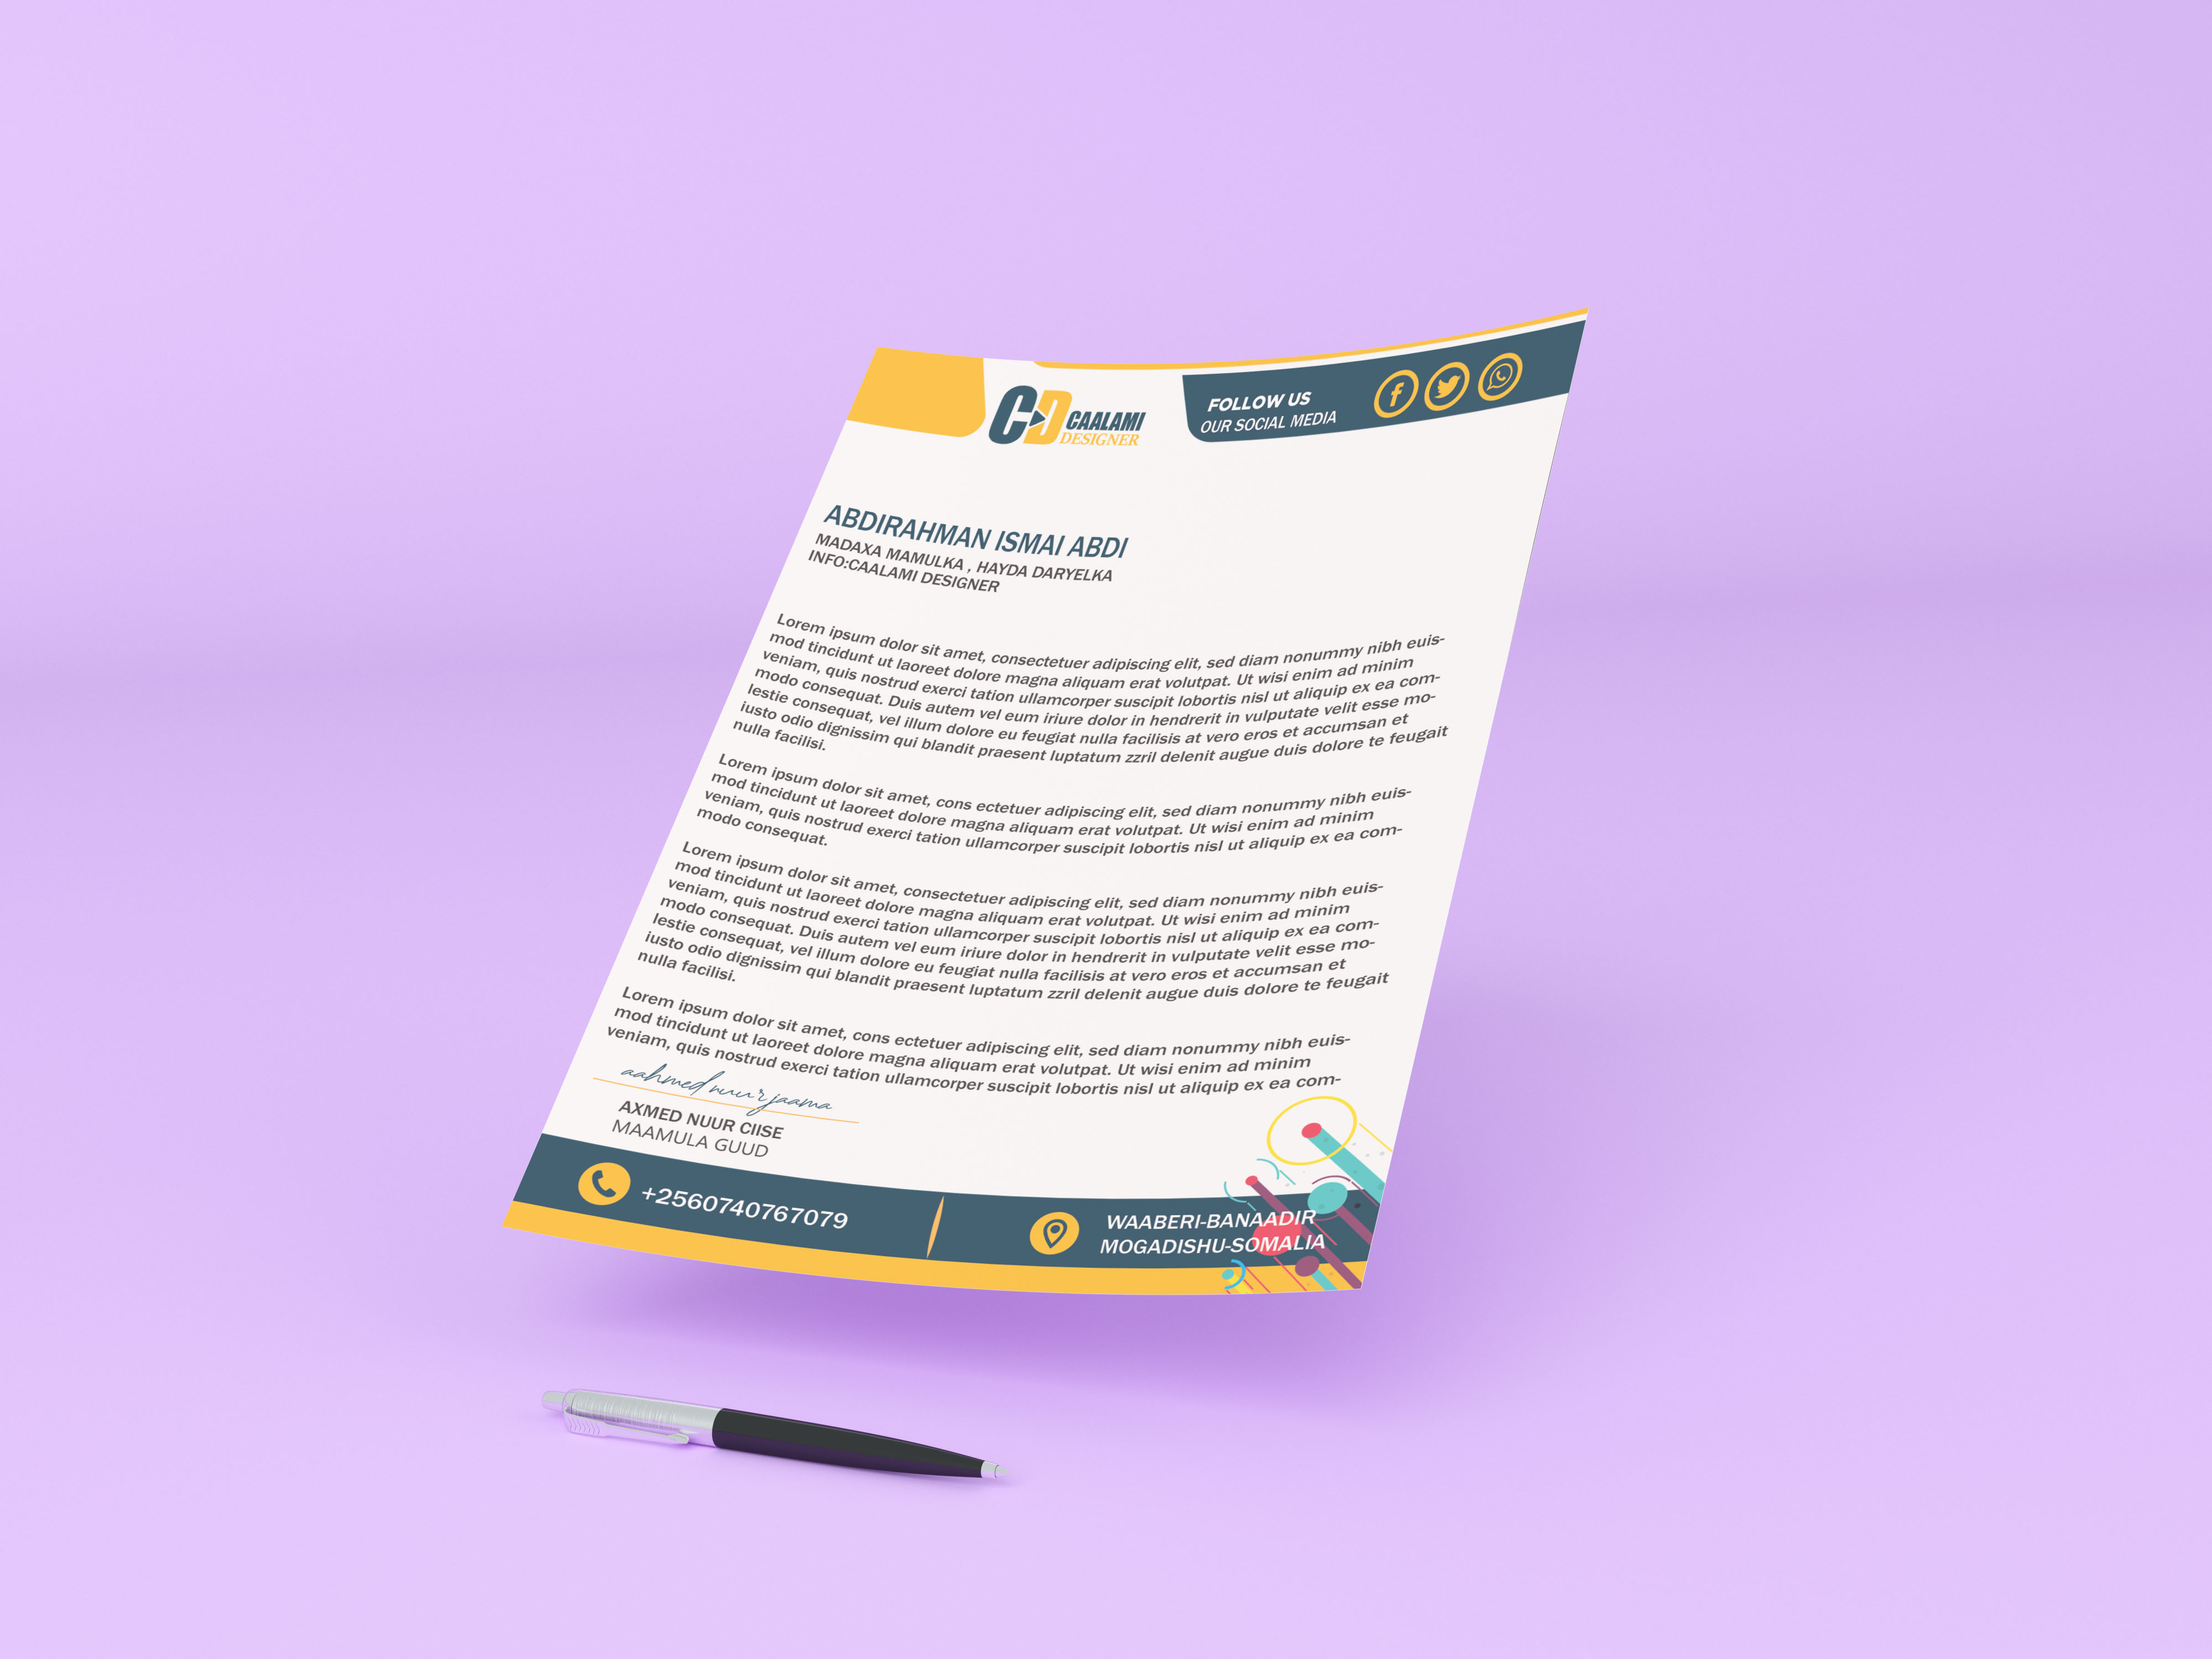 CD CAALAMI
DESIGNER
FOLLOW US
OUR SOCIAL MEDIA
ABDIRAHMAN ISMAI ABDI
MADAXA MAMULKA , HAYDA DARYELKA
INFO:CAALAMI DESIGNER
Lorem ipsum dolor sit amet, consectetuer adipiscing elit, sed diam nonummy nibh euis-
mod tincidunt ut laoreet dolore magna aliquam erat volutpat. Ut wisi enim ad minim
veniam, quis nostrud exerci tation ullamcorper suscipit lobortis nisl ut aliquip ex ea com-
modo consequat. Duis autem vel eum iriure dolor in hendrerit in vulputate velit esse mo-
lestie consequat, vel illum dolore eu feugiat nulla facilisis at vero eros et accumsan et
iusto odio dignissim qui blandit praesent luptatum zzril delenit augue duis dolore te feugait
nulla facilisi.
Lorem ipsum dolor sit amet, cons ectetuer adipiscing elit, sed diam nonummy nibh euis-
mod tincidunt ut laoreet dolore magna aliquam erat volutpat. Ut wisi enim ad minim
veniam, quis nostrud exerci tation ullamcorper suscipit lobortis nisl ut aliquip ex ea com-
modo consequat.
Lorem ipsum dolor sit amet, consectetuer adipiscing elit, sed diam nonummy nibh euis-
mod tincidunt ut laoreet dolore magna aliquam erat volutpat. Ut wisi enim ad minim
veniam, quis nostrud exerci tation ullamcorper suscipit lobortis nisl ut aliquip ex ea com-
modo consequat. Duis autem vel eum iriure dolor in hendrerit in vulputate velit esse mo-
lestie consequat, vel illum dolore eu feugiat nulla facilisis at vero eros et accumsan et
iusto odio dignissim qui blandit praesent luptatum zzril delenit augue duis dolore te feugait
nulla facilisi.
Lorem ipsum dolor sit amet, cons ectetuer adipiscing elit, sed diam nonummy nibh euis-
mod tincidunt ut laoreet dolore magna aliquam erat volutpat. Ut wisi enim ad minim
veniam, quis nostrud exerci tation ullamcorper suscipit lobortis nisl ut aliquip ex ea com-
aahmed nuur jaama
AXMED NUUR CIISE
MAAMULA GUUD
+2560740767079
WAABERI-BANAADIR
MOGADISHU-SOMALIA